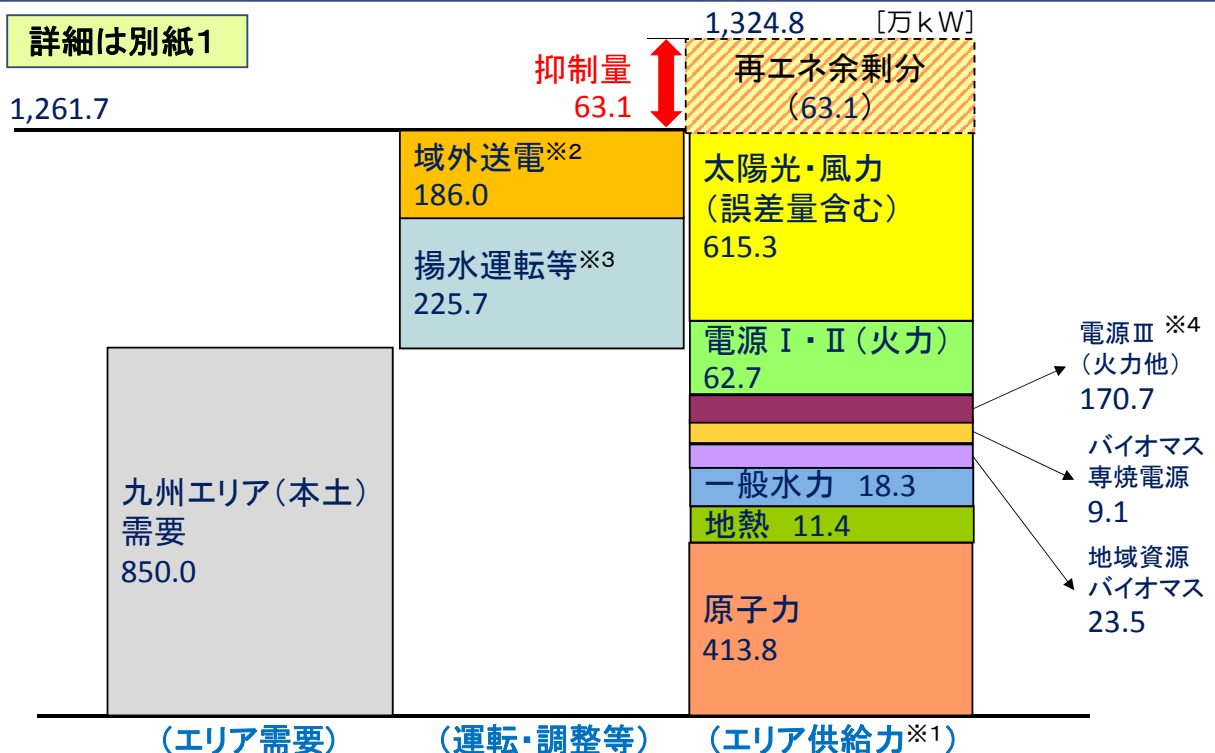 詳細は別紙1
1,324.8 [万kW]
抑制量
63.1
再エネ余剰分
(63.1)
1,261.7
域外送電※2
186.0
揚水運転等※3
225.7
太陽光・風力
(誤差量含む)
615.3
電源Ⅰ・Ⅱ(火力)
62.7
電源Ⅲ ※4
(火力他)
170.7
バイオマス
専焼電源
9.1
地域資源
バイオマス
23.5
一般水力 18.3
地熱 11.4
原子力
413.8
九州エリア(本土)
需要
850.0
(エリア需要) (運転・調整等) (エリア供給力※1)